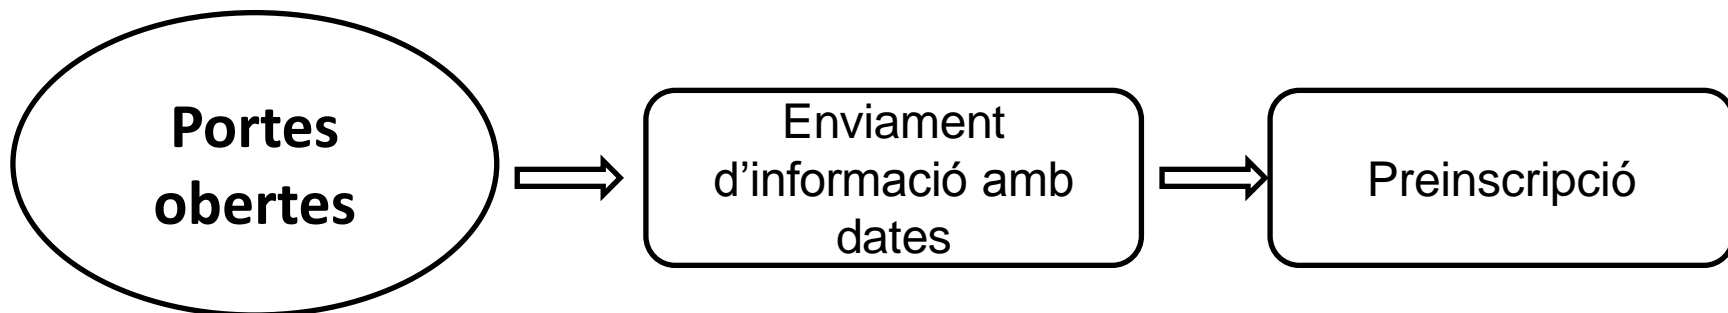 Portes
obertes
Enviament
d’informació amb
dates
Preinscripció